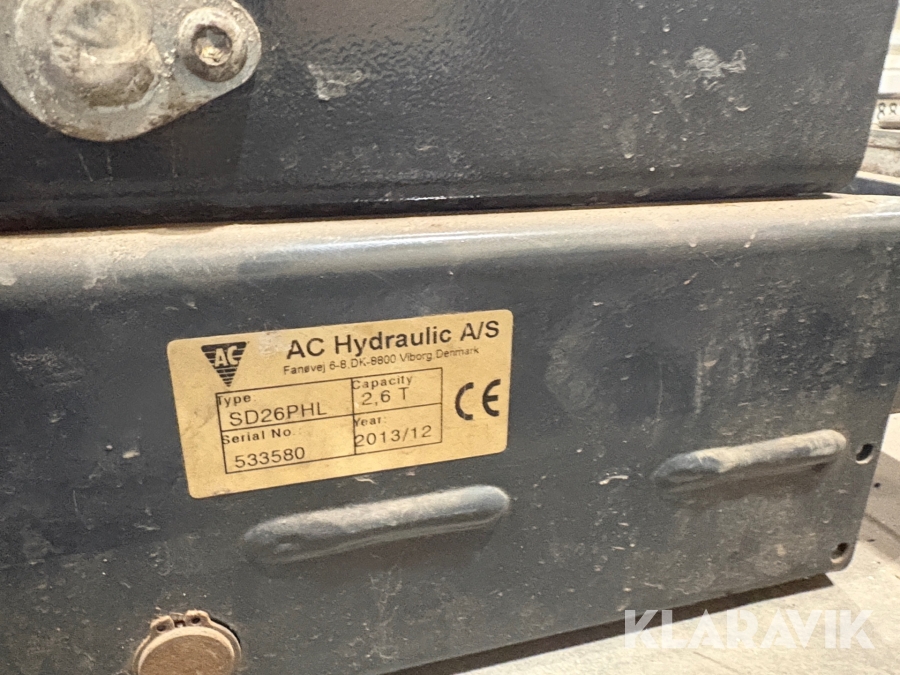 AC
AC Hydraulic A/S
Fanøvej 6-8.DK-8800 Viborg.Denmark
Type:
SD26PHL
Capacity
2,6 T
Serial No.:
533580
Year:
2013/12
CE
88
KLARAVIK